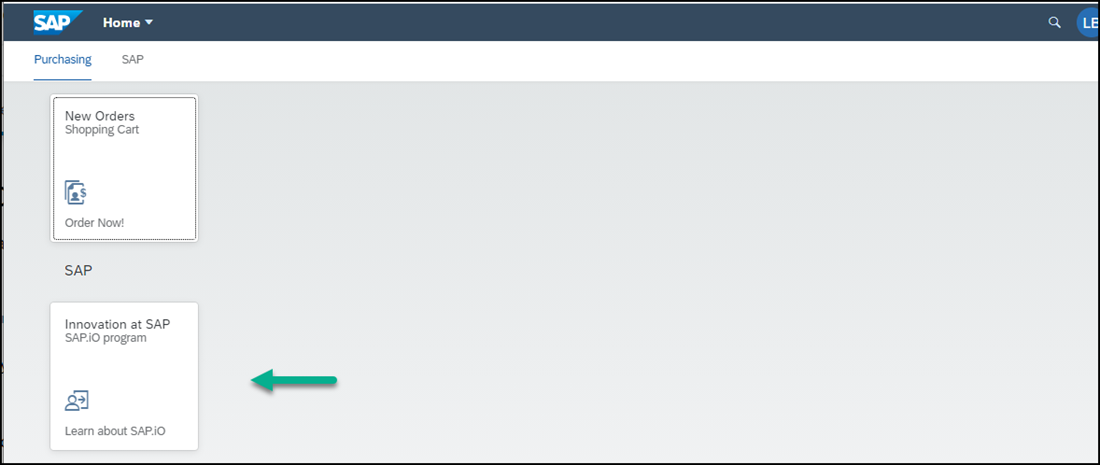 SAP Home
LE
Purchasing SAP
New Orders
Shopping Cart
Order Now!
SAP
Innovation at SAP
SAP.iO program
Learn about SAP.iO